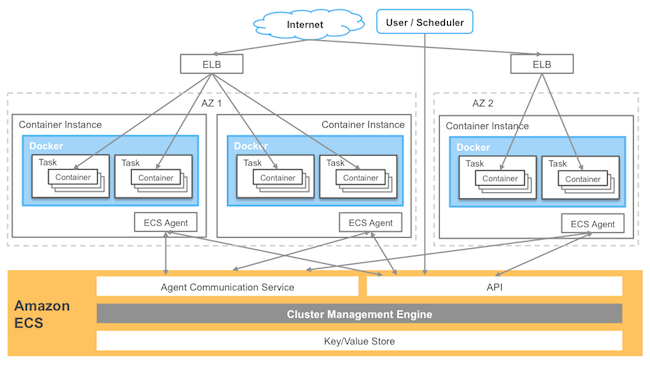 Internet
User / Scheduler
ELB
ELB
AZ 1
AZ 2
Container Instance
Container Instance
Container Instance
Docker
Docker
Docker
Task
Task
Task
Task
Task
Task
Container
Container
Container
Container
Container
Container
ECS Agent
ECS Agent
ECS Agent
Amazon
ECS
Agent Communication Service
API
Cluster Management Engine
Key/Value Store